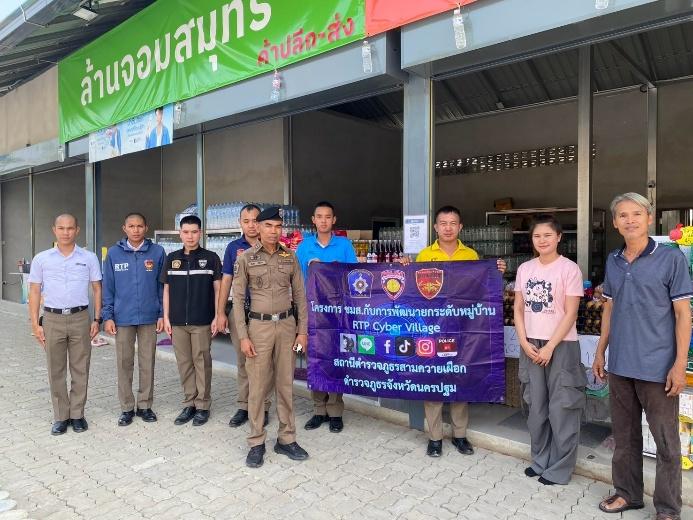 ล้านจอมสมุทร
ค้าปลีก-ส่ง
RTP
โครงการ ชมส.กับการพัฒนายกระดับหมู่บ้าน
RTP Cyber Village
LINE
POLICE
สถานีตำรวจภูธรสามควายเผือก
ตำรวจภูธรจังหวัดนครปฐม